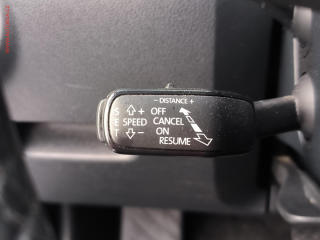 - DISTANCE +
S ⇧+ OFF
E SPEED CANCEL
T ⇩- ON
RESUME